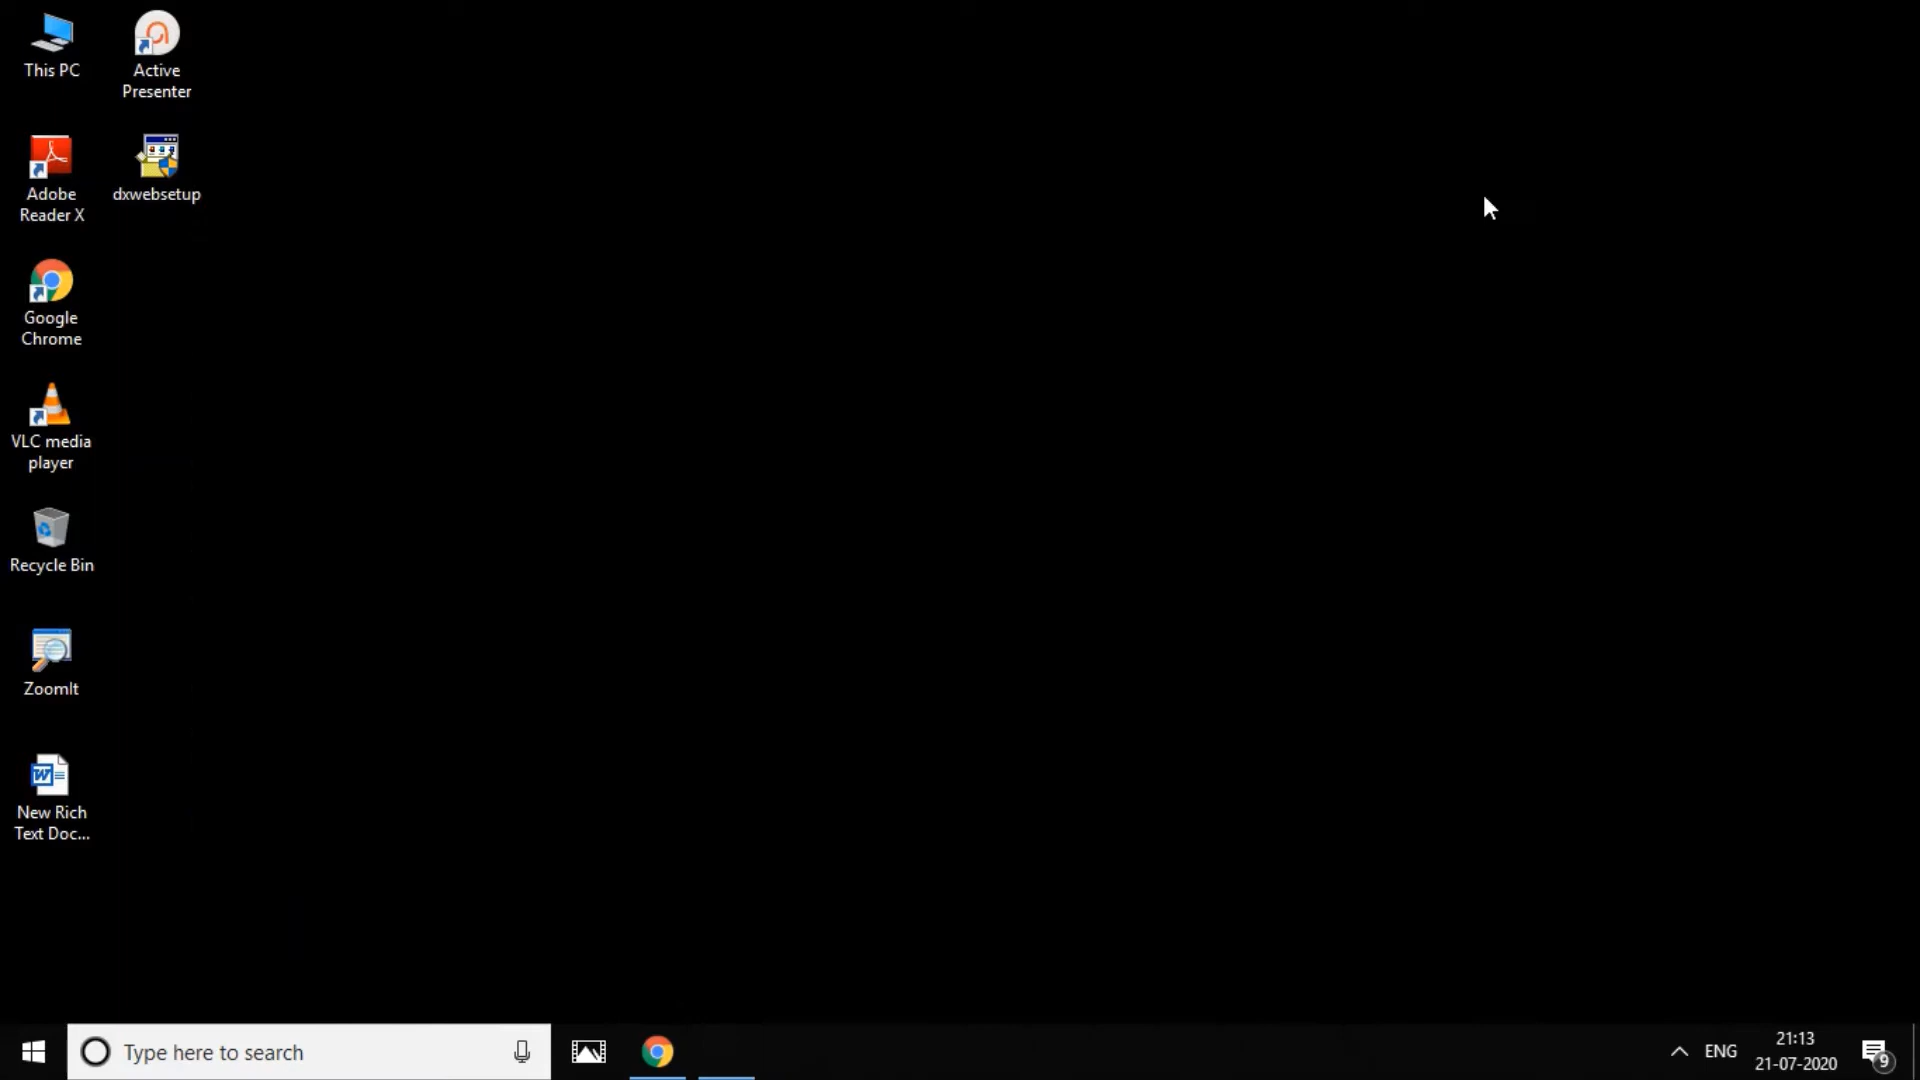 This PC
Active
Presenter
Adobe
Reader X
dxwebsetup
Google
Chrome
VLC media
player
Recycle Bin
ZoomIt
New Rich
Text Doc...
Type here to search
ENG
21:13
21-07-2020
9